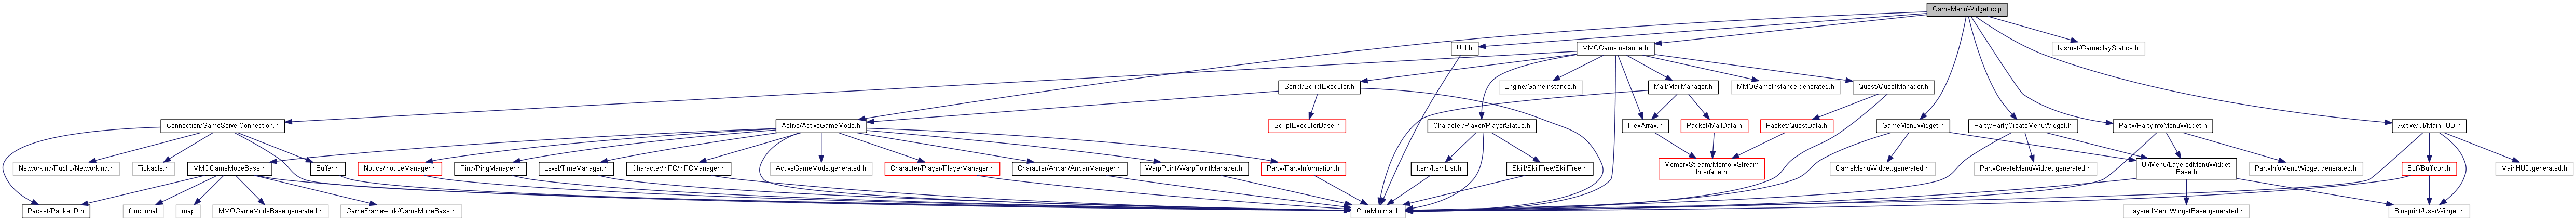 GameMenuWidget.cpp
Util.h
MMOGameInstance.h
Kismet/GameplayStatics.h
Script/ScriptExecuter.h
Engine/GameInstance.h
Mail/MailManager.h
MMOGameInstance.generated.h
Quest/QuestManager.h
Connection/GameServerConnection.h
Active/ActiveGameMode.h
ScriptExecuterBase.h
Character/Player/PlayerStatus.h
FlexArray.h
Packet/MailData.h
Packet/QuestData.h
GameMenuWidget.h
Party/PartyCreateMenuWidget.h
Party/PartyInfoMenuWidget.h
Active/UI/MainHUD.h
Networking/Public/Networking.h
Tickable.h
MMOGameModeBase.h
Buffer.h
Notice/NoticeManager.h
Ping/PingManager.h
Level/TimeManager.h
Character/NPC/NPCManager.h
ActiveGameMode.generated.h
Character/Player/PlayerManager.h
Character/Anpan/AnpanManager.h
WarpPoint/WarpPointManager.h
Party/PartyInformation.h
Item/ItemList.h
Skill/SkillTree/SkillTree.h
MemoryStream/MemoryStream
Interface.h
GameMenuWidget.generated.h
PartyCreateMenuWidget.generated.h
UI/Menu/LayeredMenuWidget
Base.h
PartyInfoMenuWidget.generated.h
Buff/BuffIcon.h
MainHUD.generated.h
Packet/PacketID.h
functional
map
MMOGameModeBase.generated.h
GameFramework/GameModeBase.h
CoreMinimal.h
LayeredMenuWidgetBase.generated.h
Blueprint/UserWidget.h